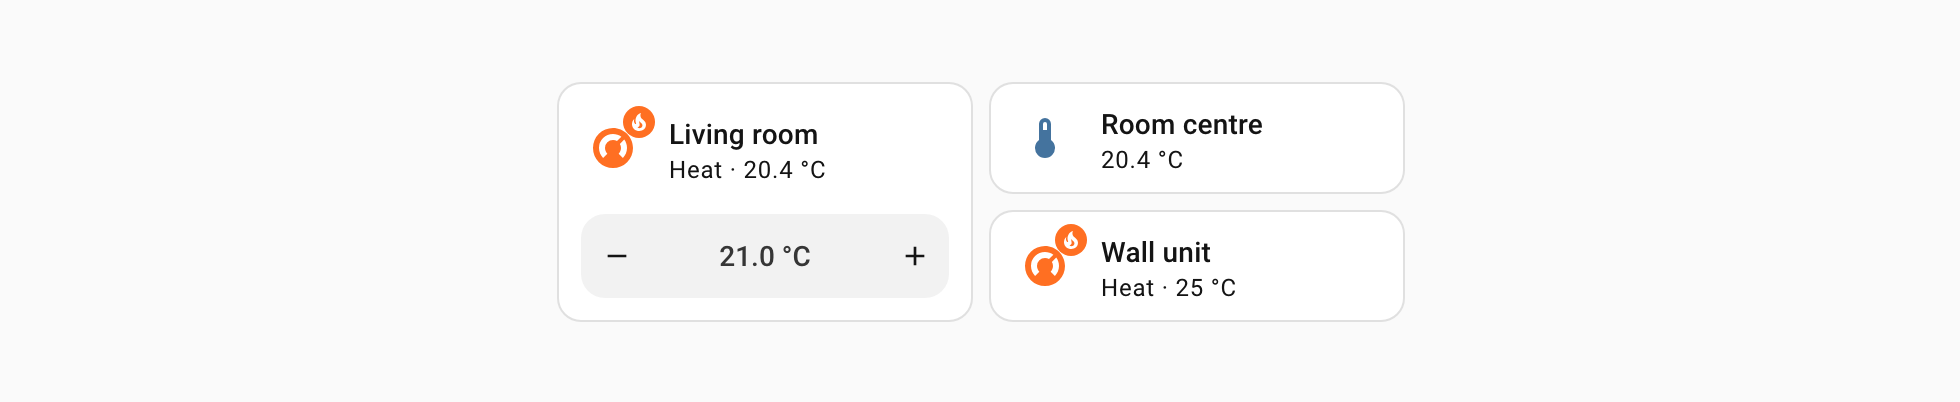 Living room
Heat · 20.4 °C
− 21.0 °C +
Room centre
20.4 °C
Wall unit
Heat · 25 °C